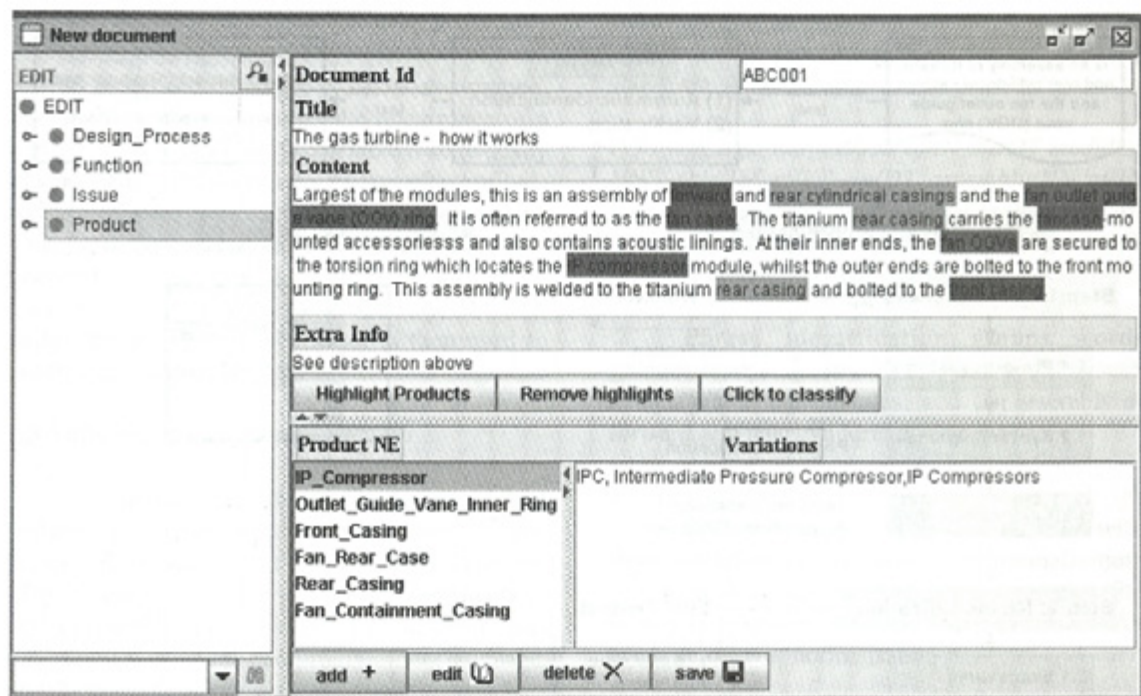 New document
EDIT
EDIT
Design_Process
Function
Issue
Product
Document Id
ABC001
Title
The gas turbine - how it works
Content
Largest of the modules, this is an assembly of forward and rear cylindrical casings and the fan outlet guid
e vane (OGV) ring. It is often referred to as the fan case. The titanium rear casing carries the fancase-mo
unted accessoriesss and also contains acoustic linings. At their inner ends, the fan OGVs are secured to
the torsion ring which locates the IP compressor module, whilst the outer ends are bolted to the front mo
unting ring. This assembly is welded to the titanium rear casing and bolted to the front casing.
Extra Info
See description above
Highlight Products Remove highlights Click to classify
Product NE
IP_Compressor
Outlet_Guide_Vane_Inner_Ring
Front_Casing
Fan_Rear_Case
Rear_Casing
Fan_Containment_Casing
Variations
IPC, Intermediate Pressure Compressor,IP Compressors
add + edit delete save